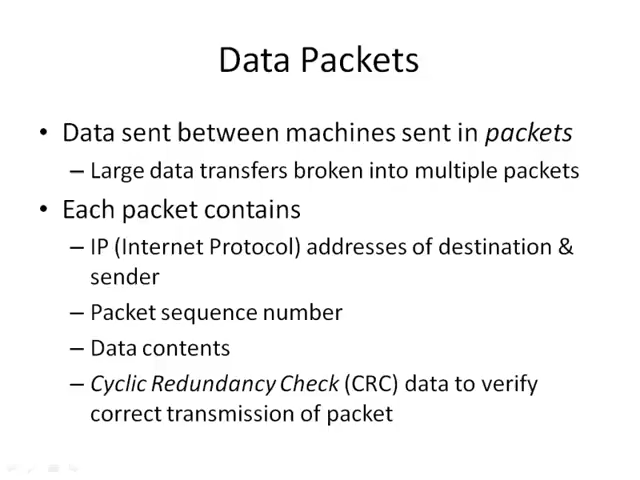 Data Packets
• Data sent between machines sent in packets
– Large data transfers broken into multiple packets
• Each packet contains
– IP (Internet Protocol) addresses of destination &
sender
– Packet sequence number
– Data contents
– Cyclic Redundancy Check (CRC) data to verify
correct transmission of packet